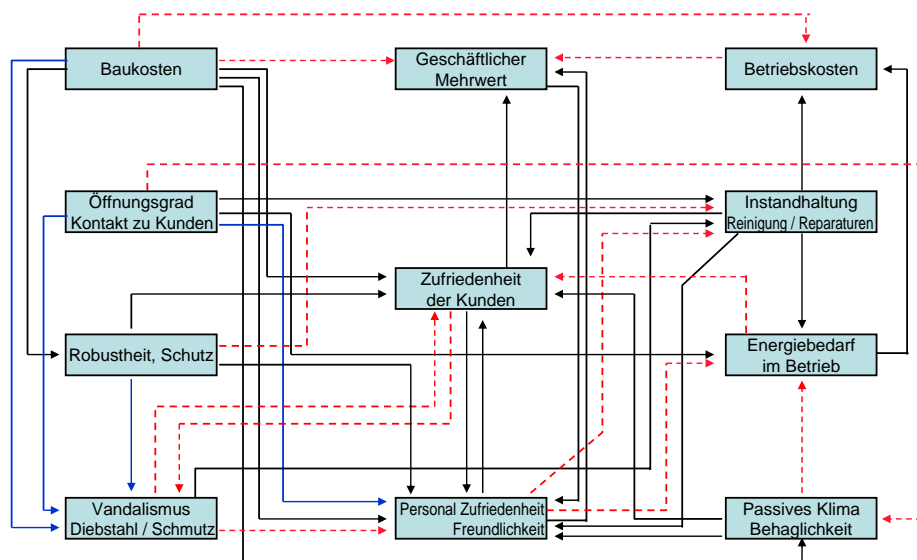 Baukosten
Geschäftlicher
Mehrwert
Betriebskosten
Öffnungsgrad
Kontakt zu Kunden
Instandhaltung
Reinigung / Reparaturen
Zufriedenheit
der Kunden
Robustheit, Schutz
Energiebedarf
im Betrieb
Vandalismus
Diebstahl / Schmutz
Personal Zufriedenheit
Freundlichkeit
Passives Klima
Behaglichkeit